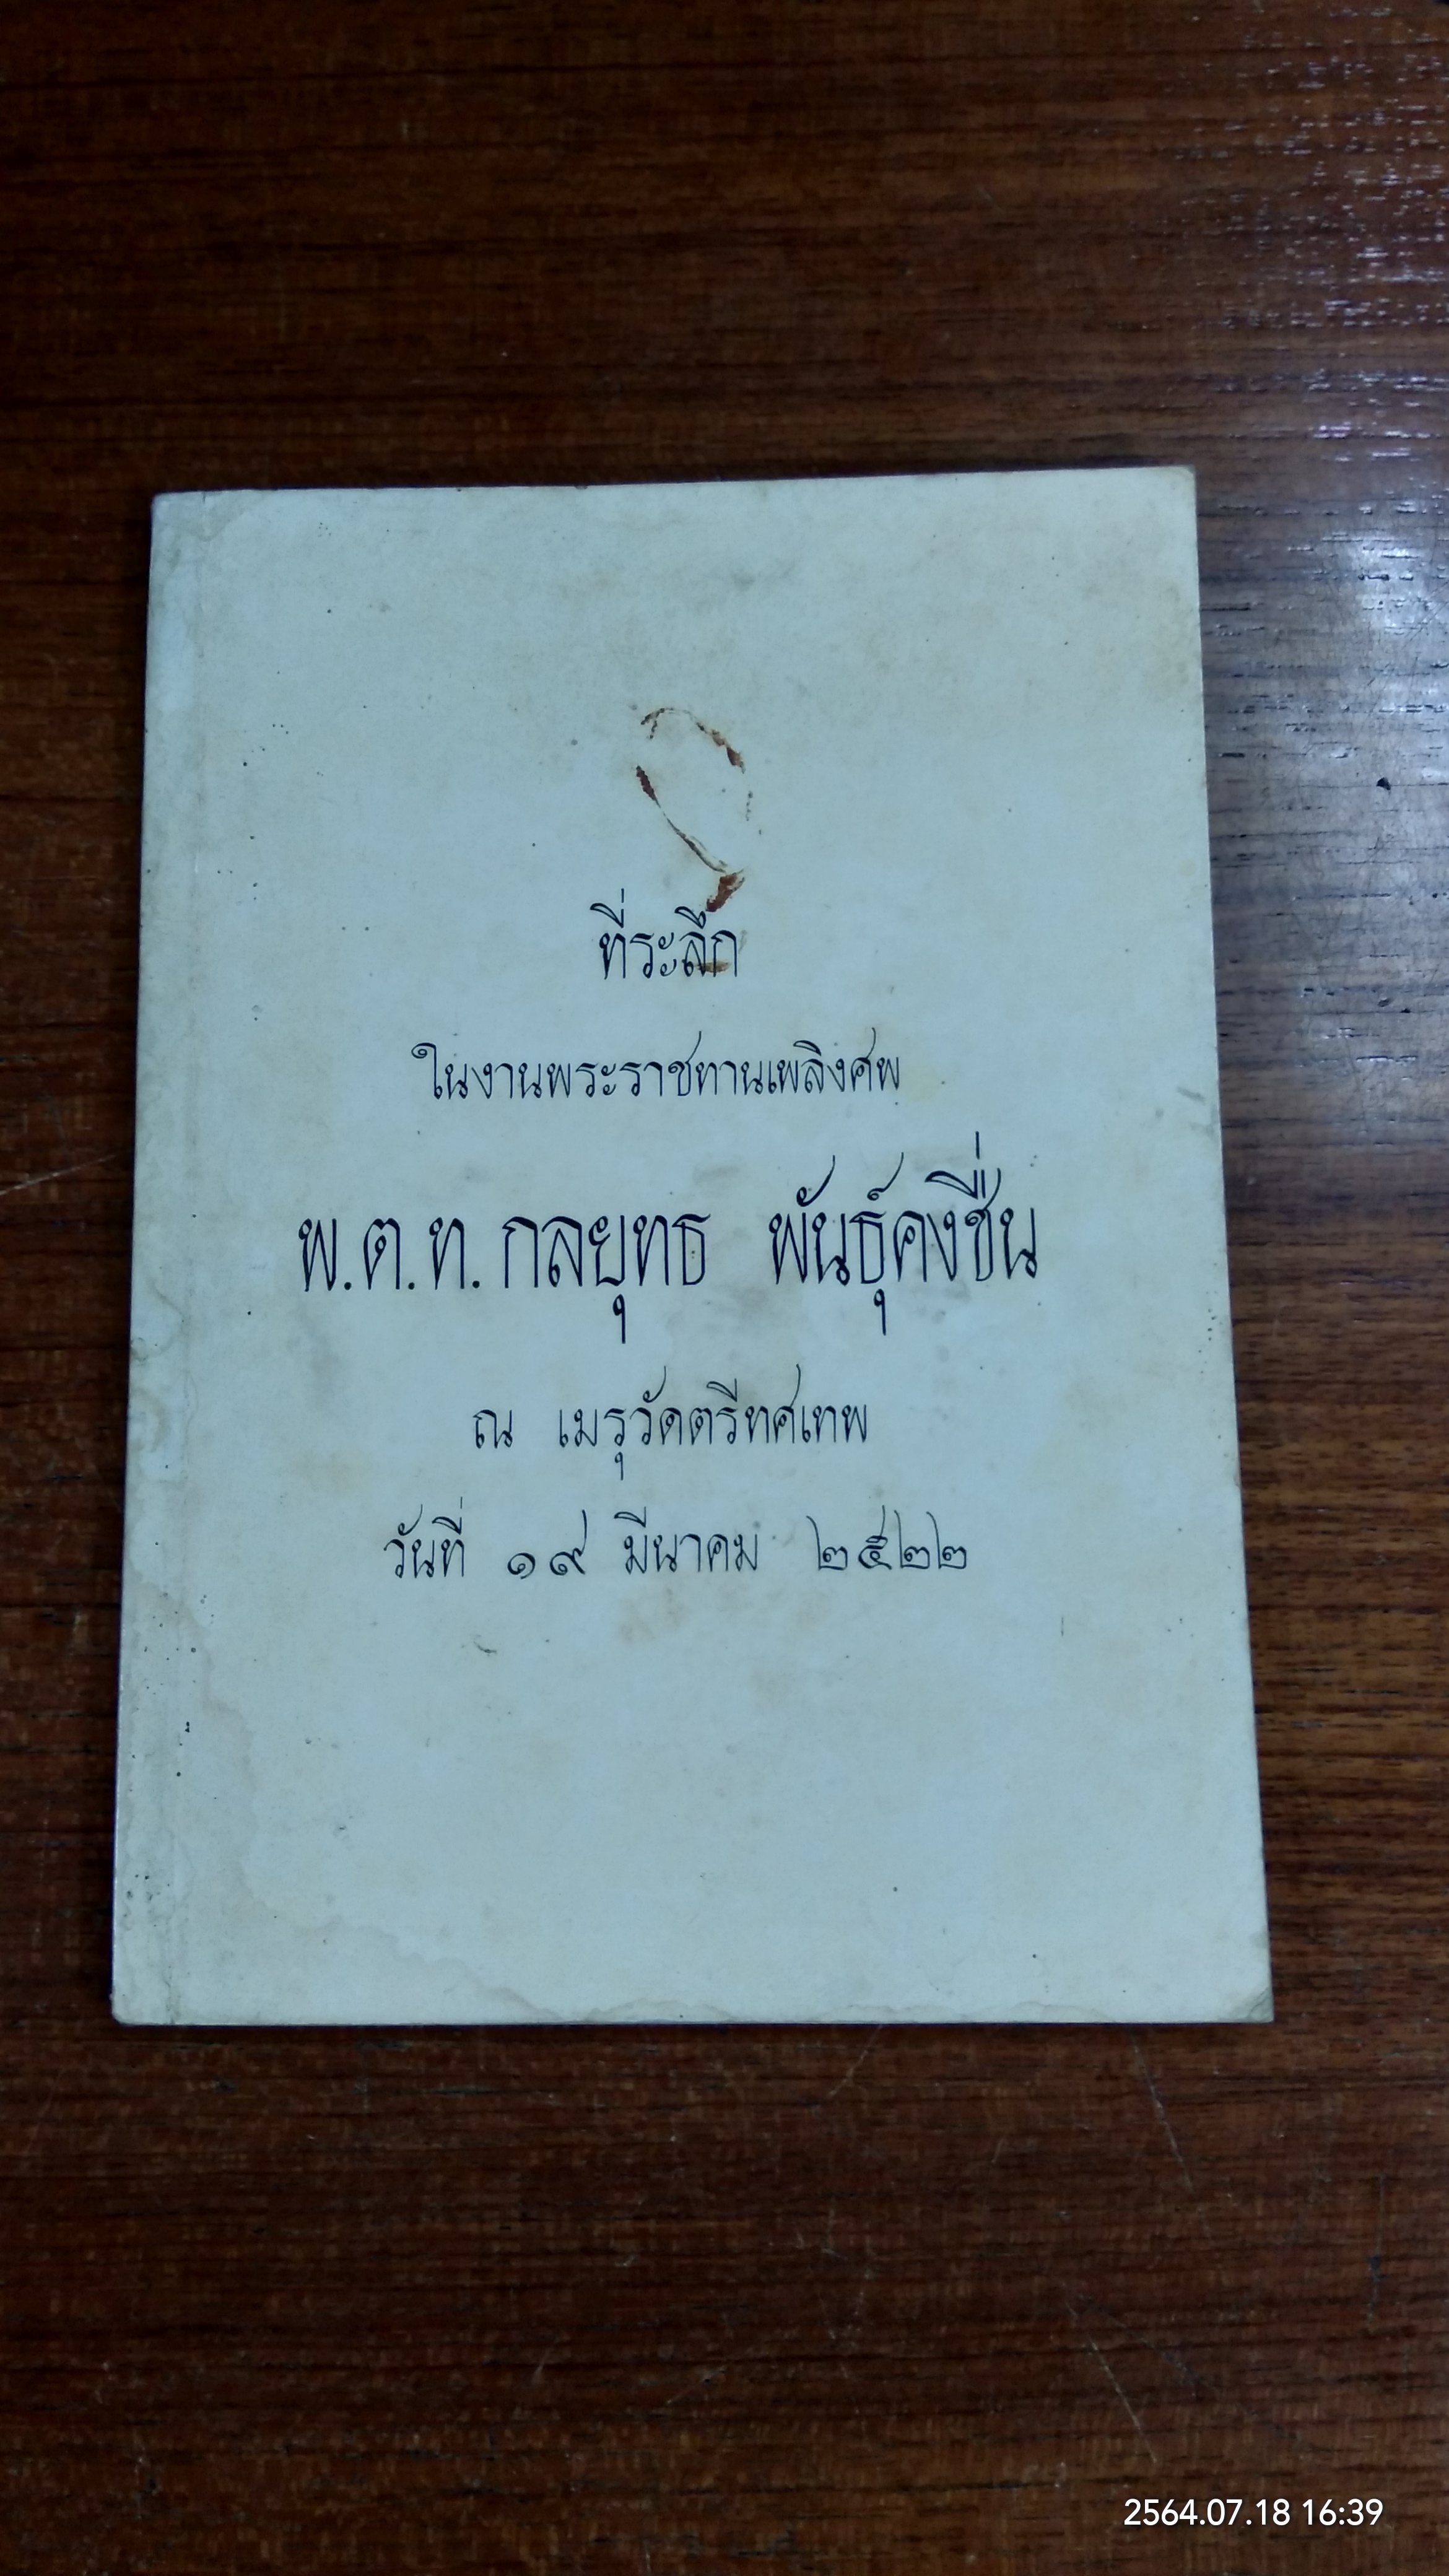 ที่ระลึก
ในงานพระราชทานเพลิงศพ
พ.ต.ท. กลยุทธ พันธุ์คงชื่น
ณ เมรุวัดตรีทศเทพ
วันที่ ๑๙ มีนาคม ๒๕๒๒
2564.07.18 16:39